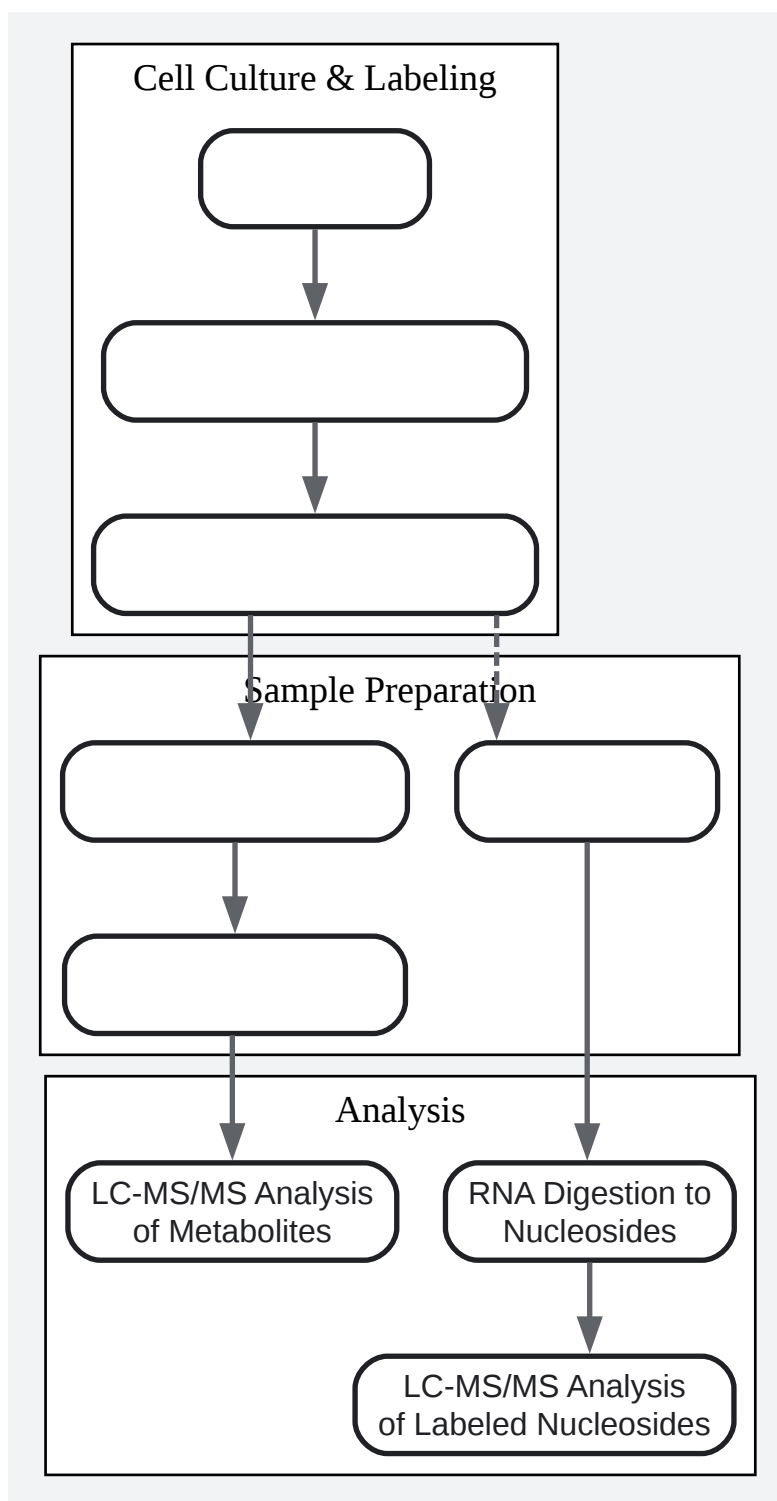 Cell Culture & Labeling
Sample Preparation
Analysis
LC-MS/MS Analysis
of Metabolites
RNA Digestion to
Nucleosides
LC-MS/MS Analysis
of Labeled Nucleosides